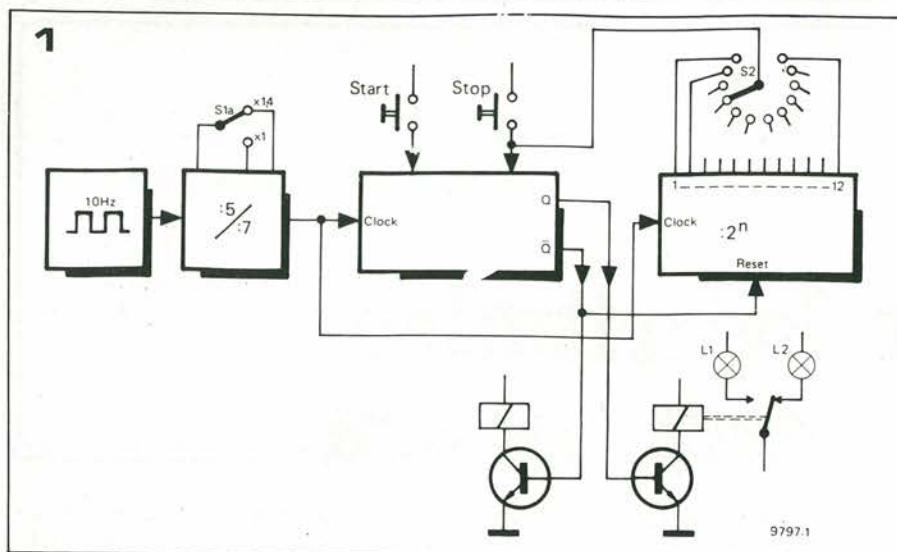 1
S1a
x1,4
x1
Start
Stop
S2
10Hz
:5
:7
Clock
Q
Q̄
1
12
Clock
:2ⁿ
Reset
L1
L2
9797-1